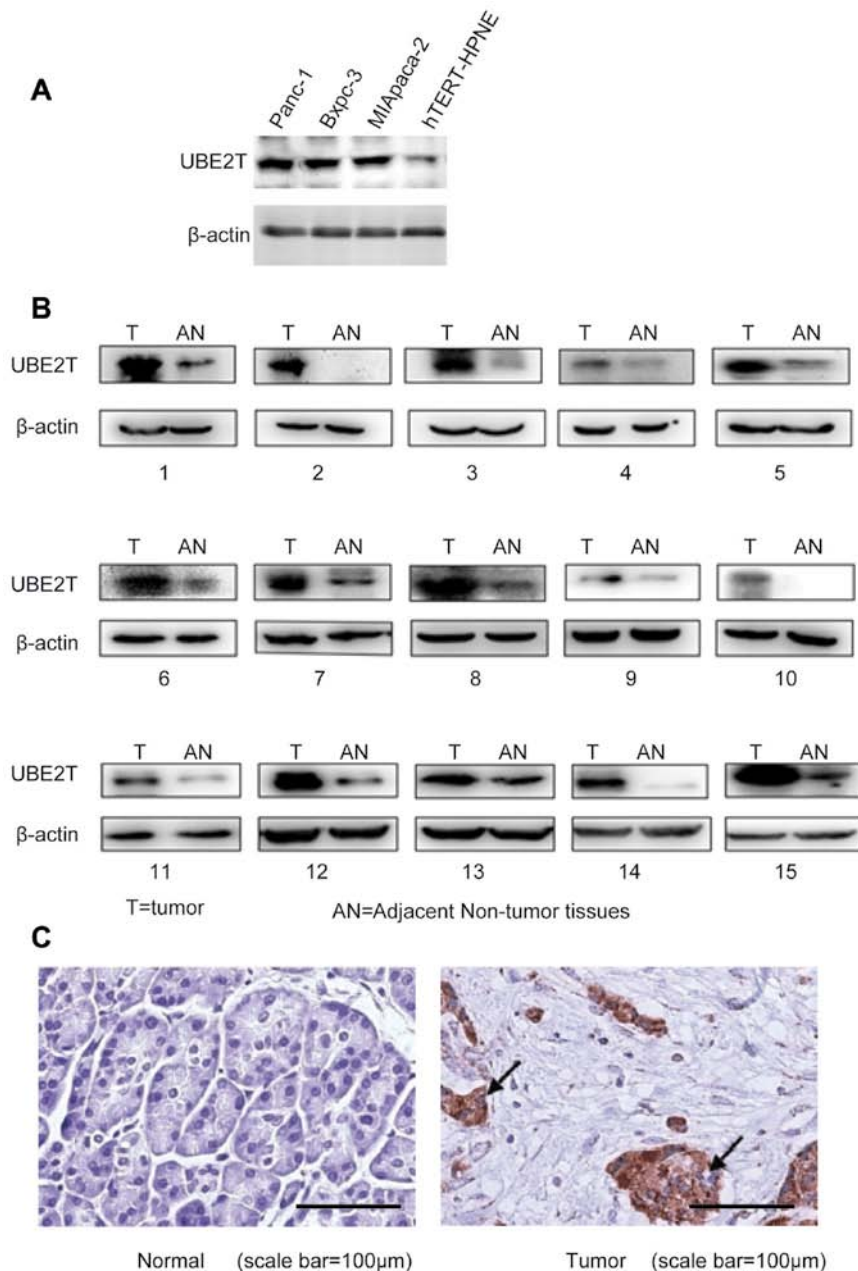 A
Panc-1 Bxpc-3 MIApaca-2 hTERT-HPNE
UBE2T
β-actin
B
T AN T AN T AN T AN T AN
UBE2T
β-actin
1 2 3 4 5
T AN T AN T AN T AN T AN
UBE2T
β-actin
6 7 8 9 10
T AN T AN T AN T AN T AN
UBE2T
β-actin
11 12 13 14 15
T=tumor AN=Adjacent Non-tumor tissues
C
Normal (scale bar=100μm) Tumor (scale bar=100μm)